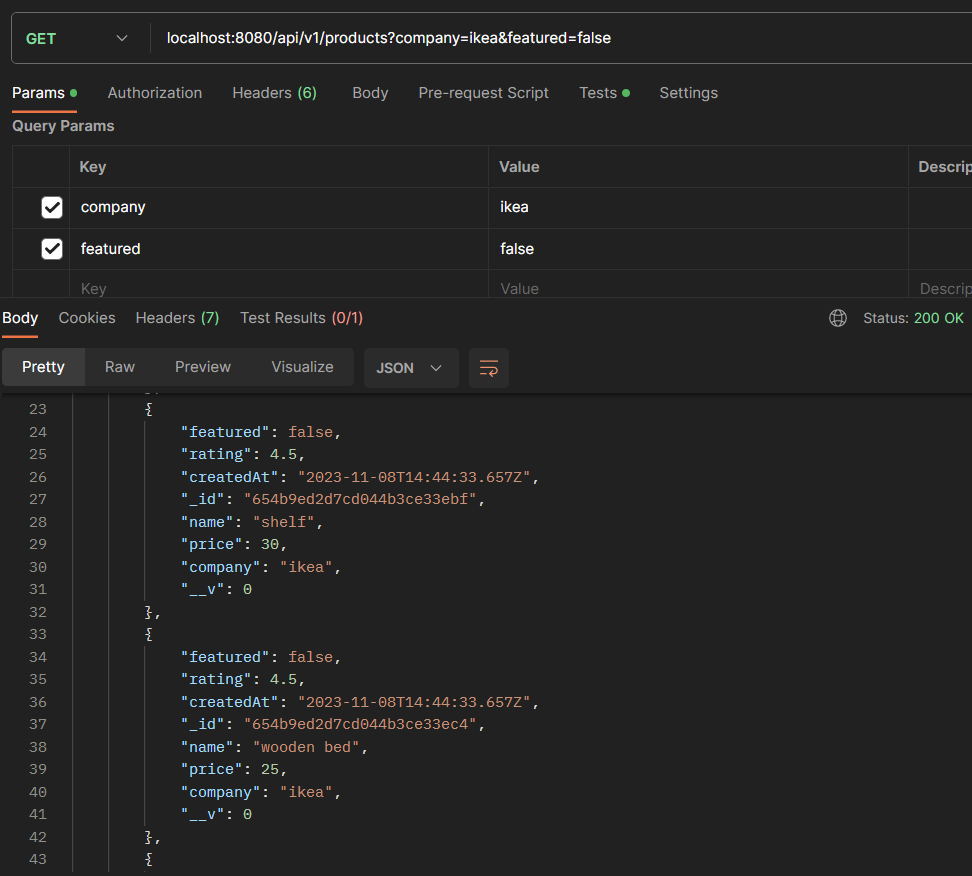 GET localhost:8080/api/v1/products?company=ikea&featured=false
Params Authorization Headers (6) Body Pre-request Script Tests Settings
Query Params
Key Value Descrip
company ikea
featured false
Key Value Descrip
Body Cookies Headers (7) Test Results (0/1) Status: 200 OK
Pretty Raw Preview Visualize JSON
23 {
24 "featured": false,
25 "rating": 4.5,
26 "createdAt": "2023-11-08T14:44:33.657Z",
27 "_id": "654b9ed2d7cd044b3ce33ebf",
28 "name": "shelf",
29 "price": 30,
30 "company": "ikea",
31 "__v": 0
32 },
33 {
34 "featured": false,
35 "rating": 4.5,
36 "createdAt": "2023-11-08T14:44:33.657Z",
37 "_id": "654b9ed2d7cd044b3ce33ec4",
38 "name": "wooden bed",
39 "price": 25,
40 "company": "ikea",
41 "__v": 0
42 },
43 {